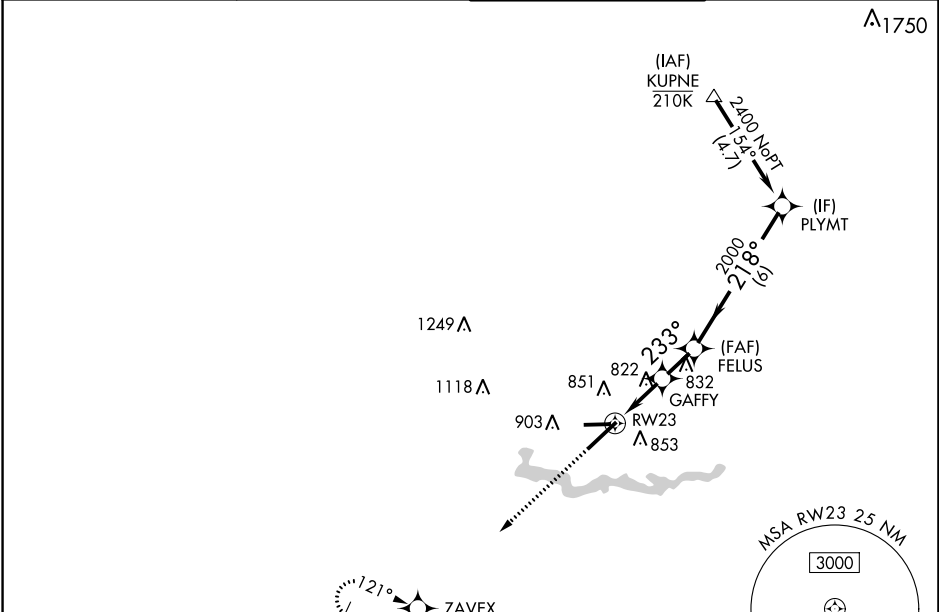 1750
(IAF)
KUPNE
210K
2400 NoPT
154°
(4.7)
(IF)
PLYMT
2000
218°
(6)
1249
233°
(FAF)
FELUS
822
832
1118
851
GAFFY
903
RW23
853
MSA RW23 25 NM
3000
121°
ZAVEX